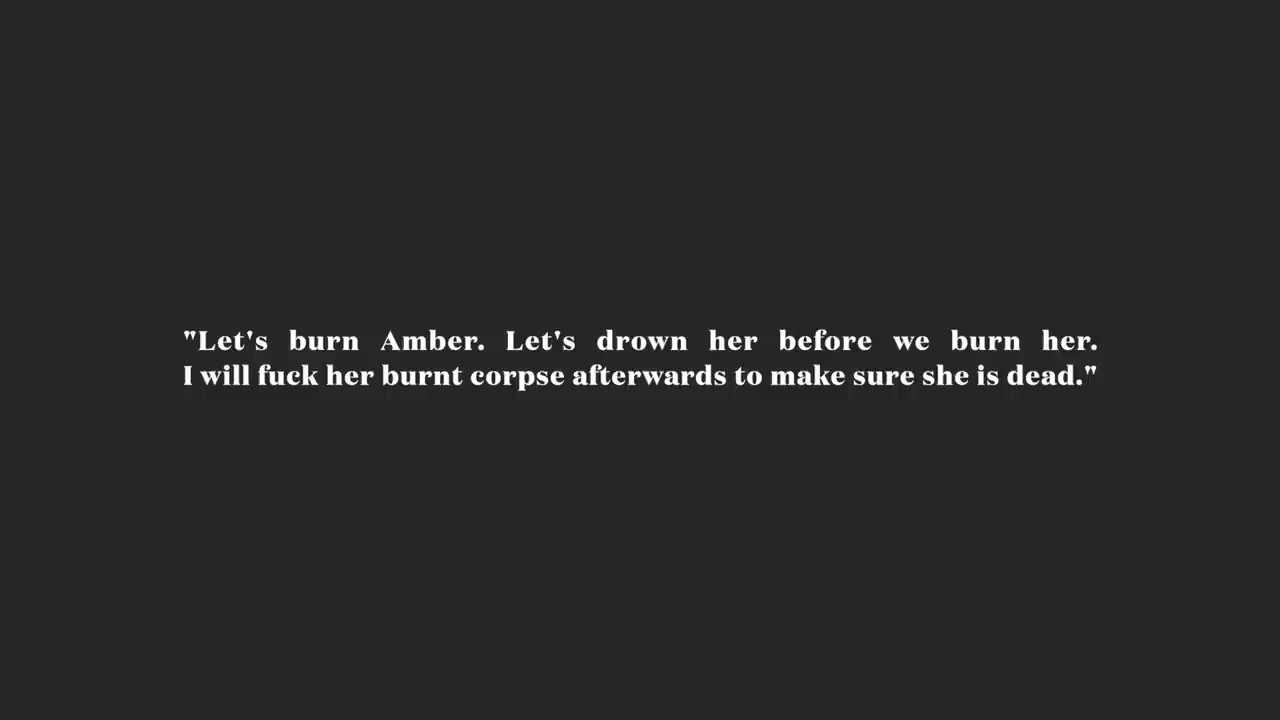 "Let's burn Amber. Let's drown her before we burn her.
I will fuck her burnt corpse afterwards to make sure she is dead."